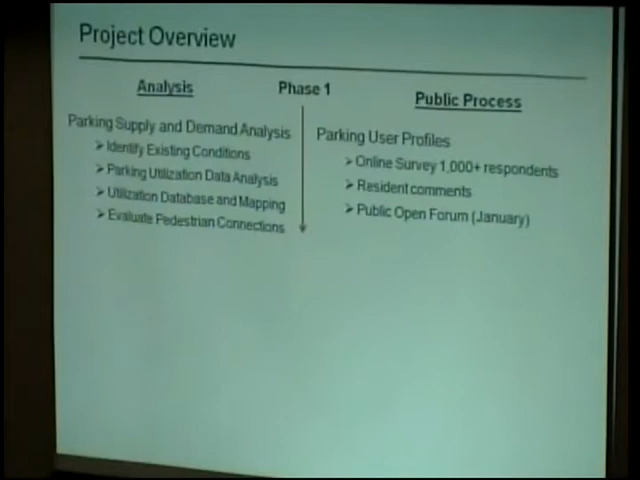 Project Overview
Analysis
Phase 1
Public Process
Parking Supply and Demand Analysis
➢ Identify Existing Conditions
➢ Parking Utilization Data Analysis
➢ Utilization Database and Mapping
➢ Evaluate Pedestrian Connections
Parking User Profiles
➢ Online Survey 1,000+ respondents
➢ Resident comments
➢ Public Open Forum (January)